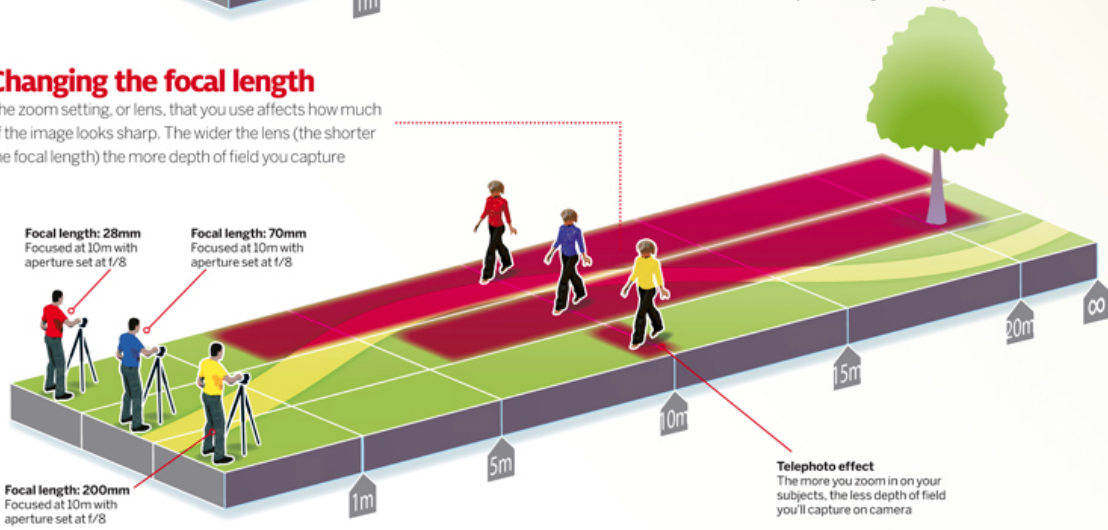 1m
Changing the focal length
The zoom setting, or lens, that you use affects how much
of the image looks sharp. The wider the lens (the shorter
the focal length) the more depth of field you capture
Focal length: 28mm
Focused at 10m with
aperture set at f/8
Focal length: 70mm
Focused at 10m with
aperture set at f/8
∞
20m
15m
10m
5m
1m
Focal length: 200mm
Focused at 10m with
aperture set at f/8
Telephoto effect
The more you zoom in on your
subjects, the less depth of field
you'll capture on camera